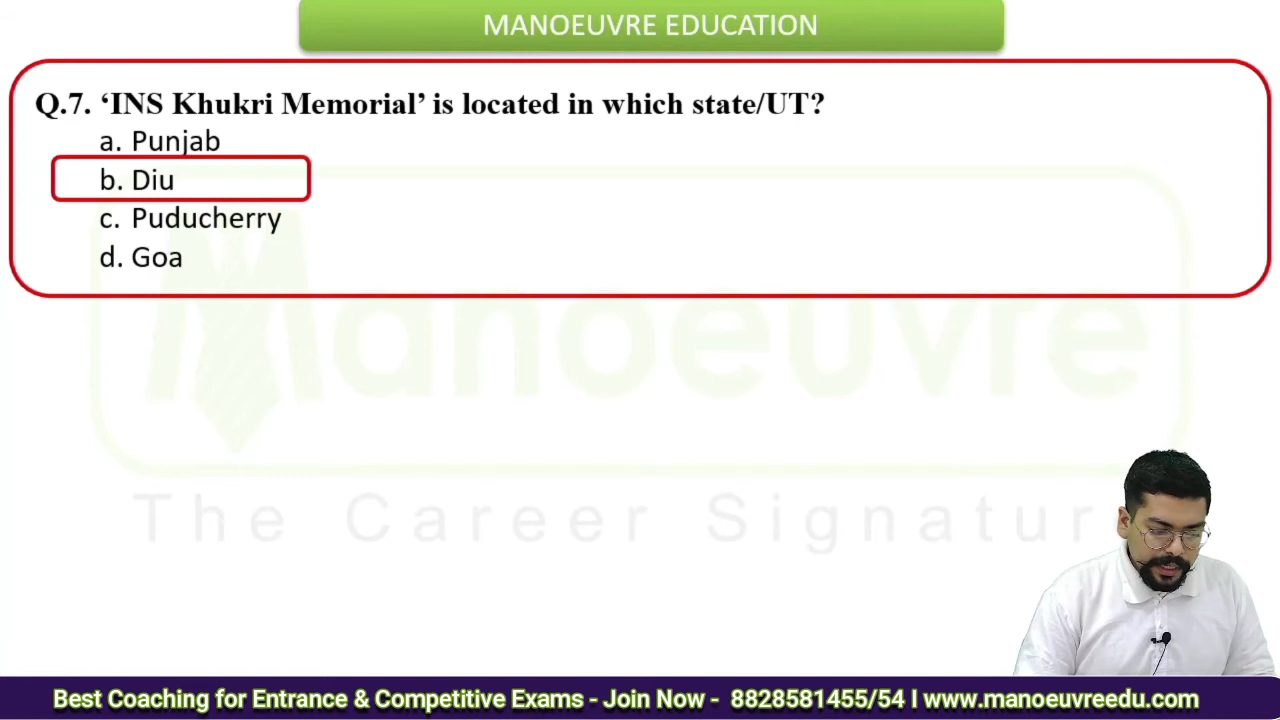 MANOEUVRE EDUCATION
Q.7. ‘INS Khukri Memorial’ is located in which state/UT?
a. Punjab
b. Diu
c. Puducherry
d. Goa
Manoeuvre
The Career Signatur
Best Coaching for Entrance & Competitive Exams - Join Now - 8828581455/54 I www.manoeuvreedu.com